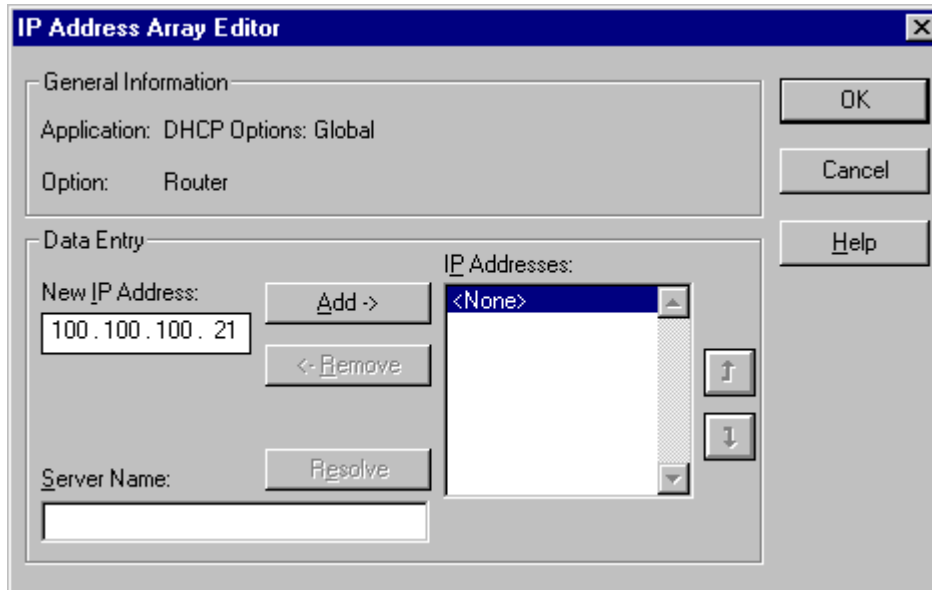 IP Address Array Editor
General Information
Application: DHCP Options: Global
Option: Router
OK
Cancel
Help
Data Entry
New IP Address:
100 . 100 . 100 . 21
Add ->
<- Remove
IP Addresses:
<None>
Server Name:
Resolve